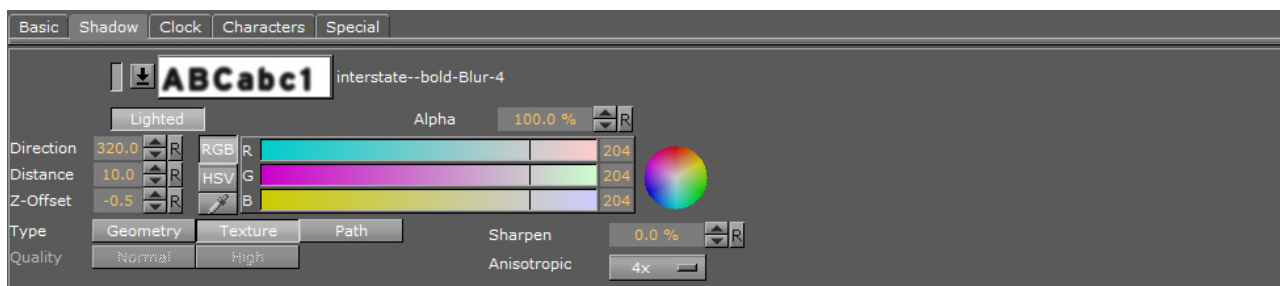 Basic Shadow Clock Characters Special
ABCabc1 interstate--bold-Blur-4
Lighted Alpha 100.0 % R
Direction 320.0 R RGB R 204
Distance 10.0 R HSV G 204
Z-Offset -0.5 R B 204
Type Geometry Texture Path Sharpen 0.0 % R
Quality Normal High
Anisotropic 4x